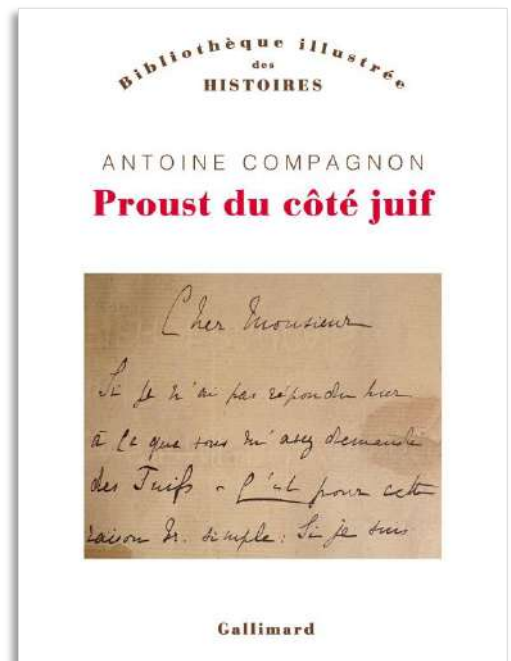 Bibliothèque illustrée
des
HISTOIRES
ANTOINE COMPAGNON
Proust du côté juif
Cher Monsieur
Si je n'ai pas répondu hier
à ce que vous m'avez demandé
des Juifs - c'est pour cette
raison tr. simple : Si je suis
Gallimard